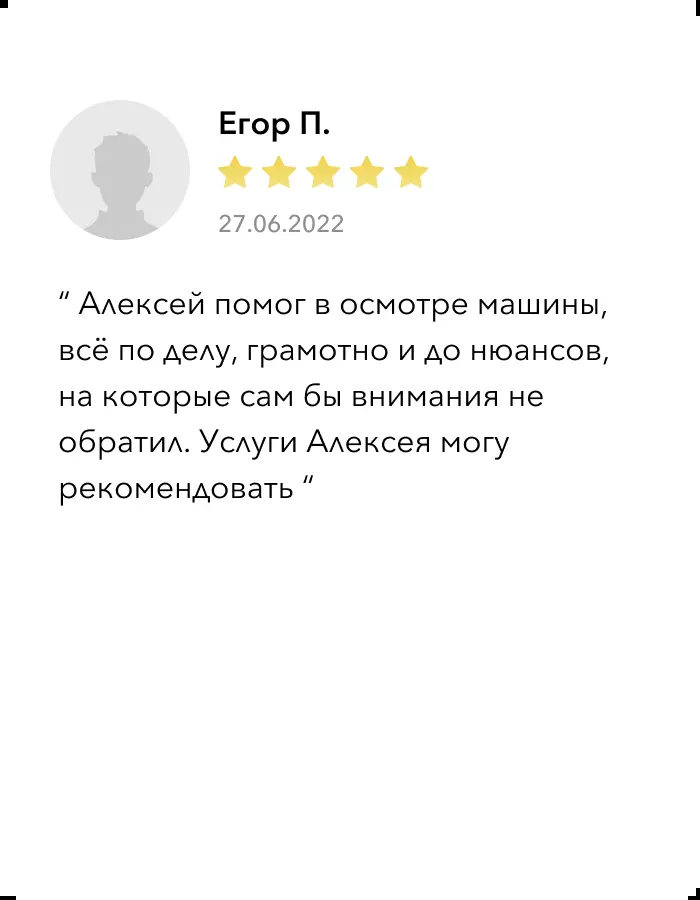 Егор П.
27.06.2022
“ Алексей помог в осмотре машины,
всё по делу, грамотно и до нюансов,
на которые сам бы внимания не
обратил. Услуги Алексея могу
рекомендовать “